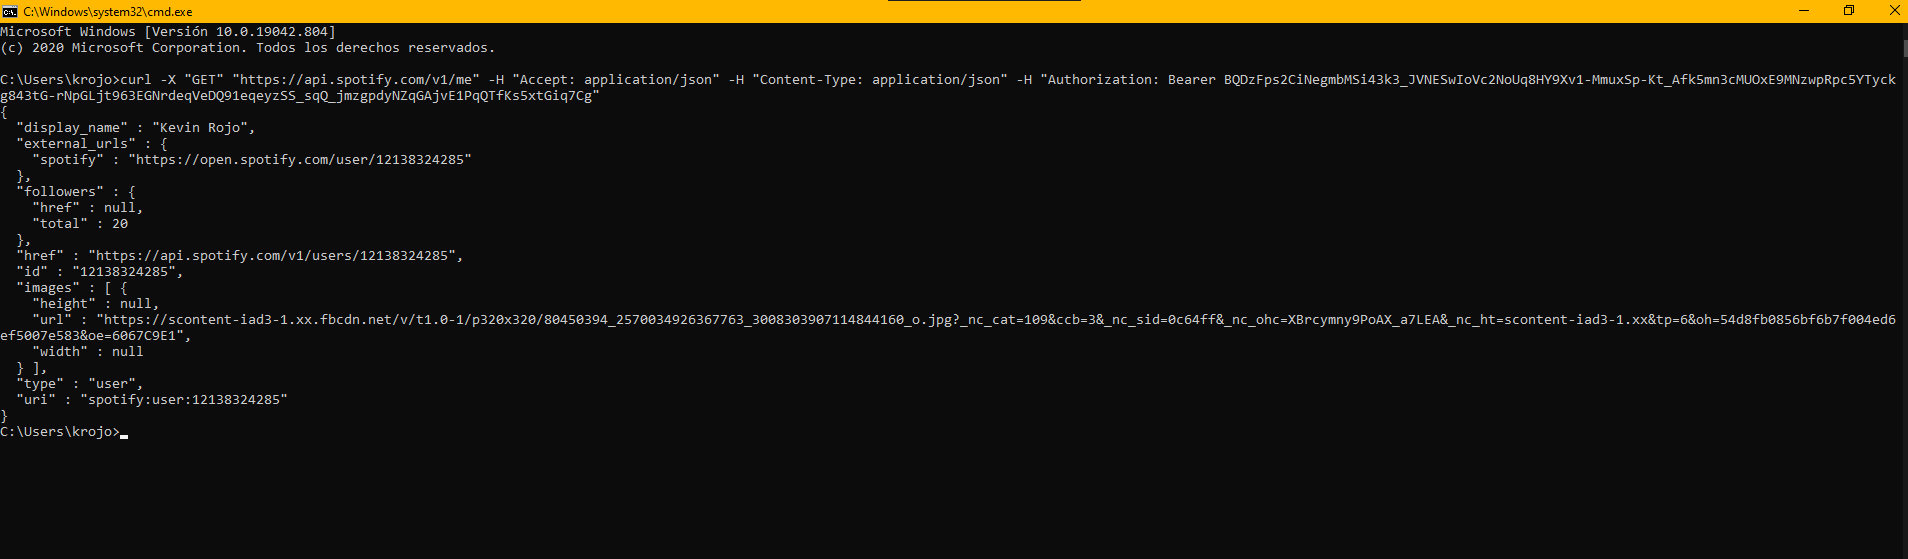 C:\Windows\system32\cmd.exe
Microsoft Windows [Versión 10.0.19042.804]
(c) 2020 Microsoft Corporation. Todos los derechos reservados.
C:\Users\krojo>curl -X "GET" "https://api.spotify.com/v1/me" -H "Accept: application/json" -H "Content-Type: application/json" -H "Authorization: Bearer BQDzFps2CiNegmbMSi43k3_JVNESwIoVc2NoUq8HY9Xv1-MmuxSp-Kt_Afk5mn3cMUOxE9MNzwpRpc5YTyck
g843tG-rNpGLjt963EGNrdeqVeDQ91eqeyzSS_sqQ_jmzgpdyNZqGAjvE1PqQTfKs5xtGiq7Cg"
{
  "display_name" : "Kevin Rojo",
  "external_urls" : {
    "spotify" : "https://open.spotify.com/user/12138324285"
  },
  "followers" : {
    "href" : null,
    "total" : 20
  },
  "href" : "https://api.spotify.com/v1/users/12138324285",
  "id" : "12138324285",
  "images" : [ {
    "height" : null,
    "url" : "https://scontent-iad3-1.xx.fbcdn.net/v/t1.0-1/p320x320/80450394_2570034926367763_3008303907114844160_o.jpg?_nc_cat=109&ccb=3&_nc_sid=0c64ff&_nc_ohc=XBrcymny9PoAX_a7LEA&_nc_ht=scontent-iad3-1.xx&tp=6&oh=54d8fb0856bf6b7f004ed6
ef5007e583&oe=6067C9E1",
    "width" : null
  } ],
  "type" : "user",
  "uri" : "spotify:user:12138324285"
}
C:\Users\krojo>